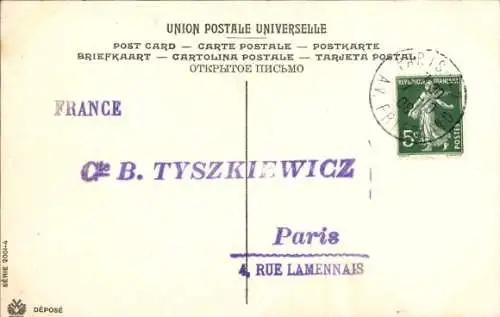 UNION POSTALE UNIVERSELLE
POST CARD — CARTE POSTALE — POSTKARTE
BRIEFKAART — CARTOLINA POSTALE — TARJETA POSTAL
ОТКРЫТОЕ ПИСЬМО
PARIS
REPUBLIQUE FRANÇAISE
5c
POSTES
FRANCE
Cte B. TYSZKIEWICZ
Paris
4, RUE LAMENNAIS
SÉRIE 2001-4
DÉPOSÉ